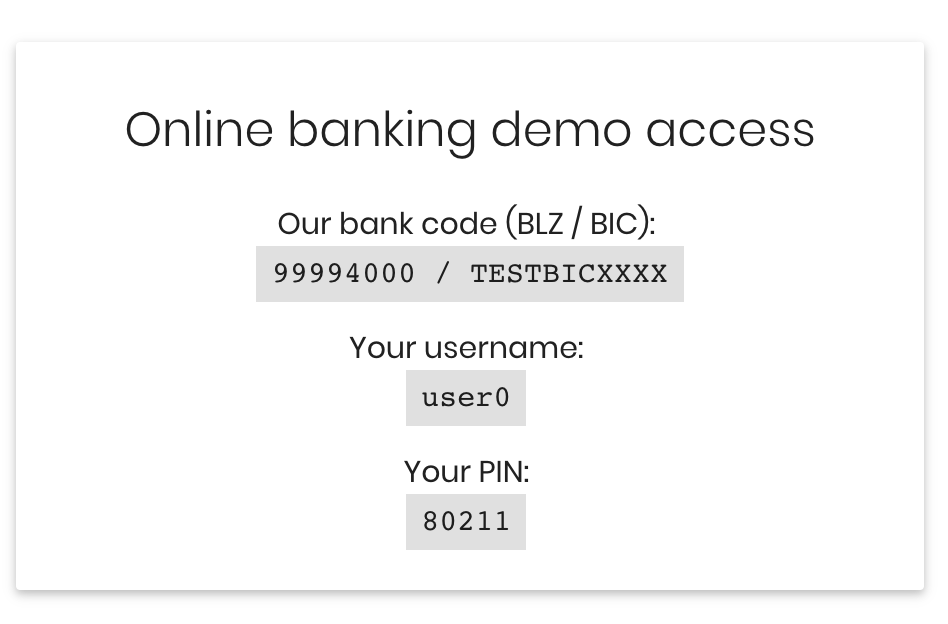 Online banking demo access
Our bank code (BLZ / BIC):
99994000 / TESTBICXXXX
Your username:
user0
Your PIN:
80211